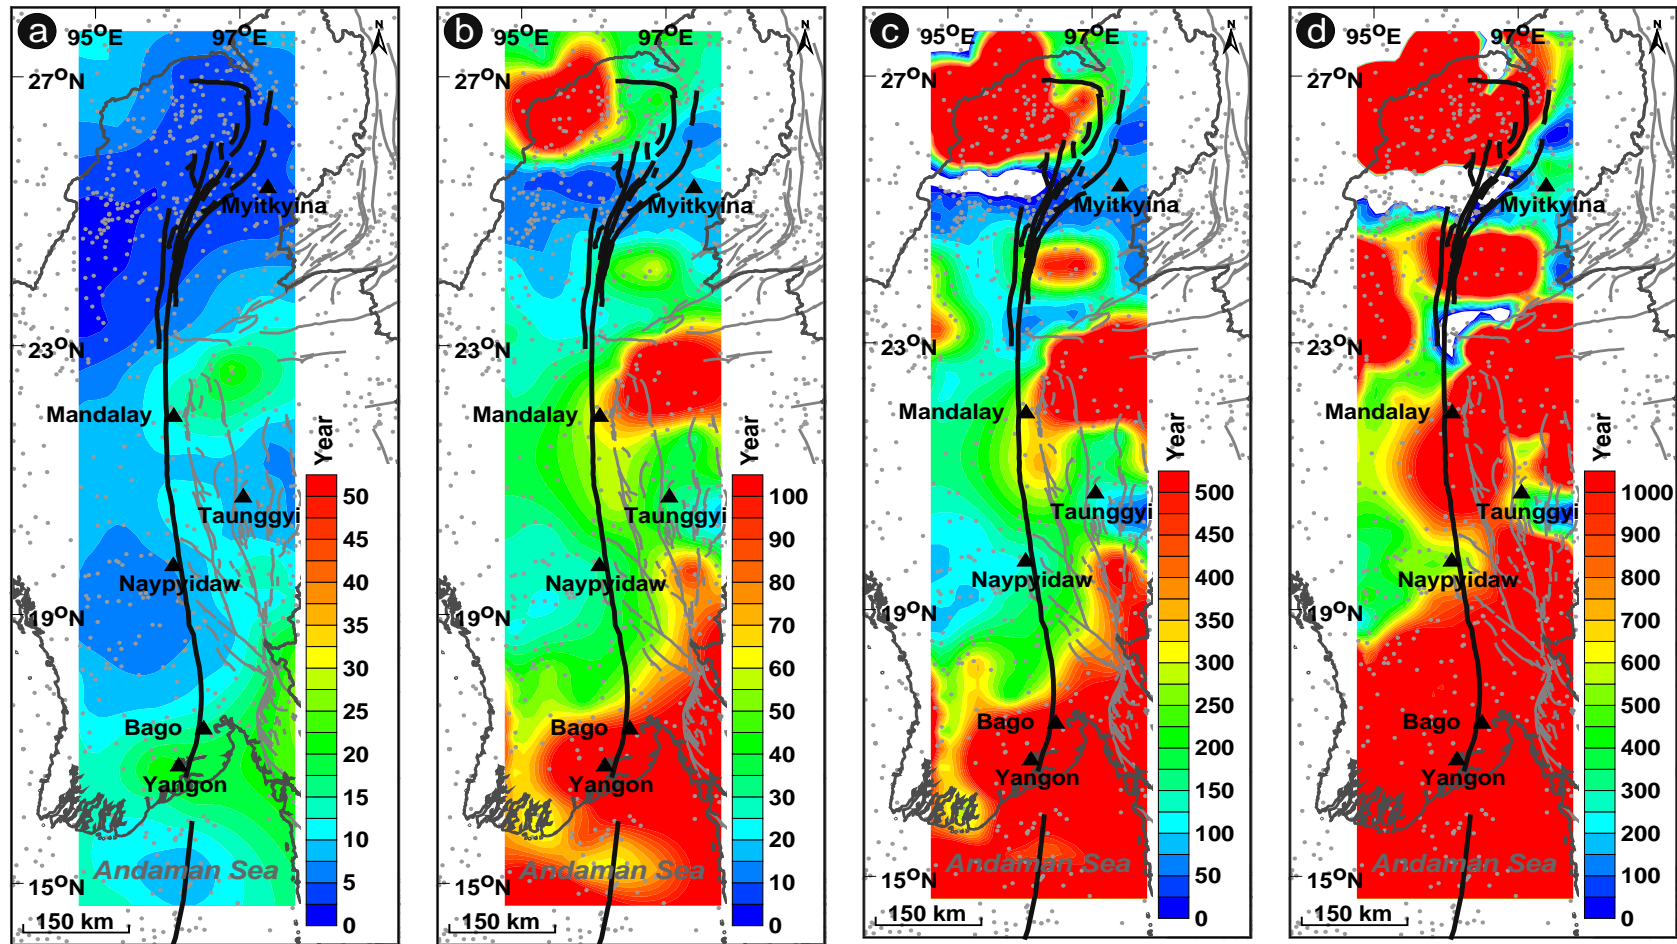 a
95°E
97°E
N
27°N
Myitkyina
23°N
Mandalay
Year
Taunggyi
Naypyidaw
19°N
Bago
Yangon
Andaman Sea
15°N
150 km
50
45
40
35
30
25
20
15
10
5
0
b
95°E
97°E
N
27°N
Myitkyina
23°N
Mandalay
Year
Taunggyi
Naypyidaw
19°N
Bago
Yangon
Andaman Sea
15°N
150 km
100
90
80
70
60
50
40
30
20
10
0
c
95°E
97°E
N
27°N
Myitkyina
23°N
Mandalay
Year
Taunggyi
Naypyidaw
19°N
Bago
Yangon
Andaman Sea
15°N
150 km
500
450
400
350
300
250
200
150
100
50
0
d
95°E
97°E
N
27°N
Myitkyina
23°N
Mandalay
Year
Taunggyi
Naypyidaw
19°N
Bago
Yangon
Andaman Sea
15°N
150 km
1000
900
800
700
600
500
400
300
200
100
0